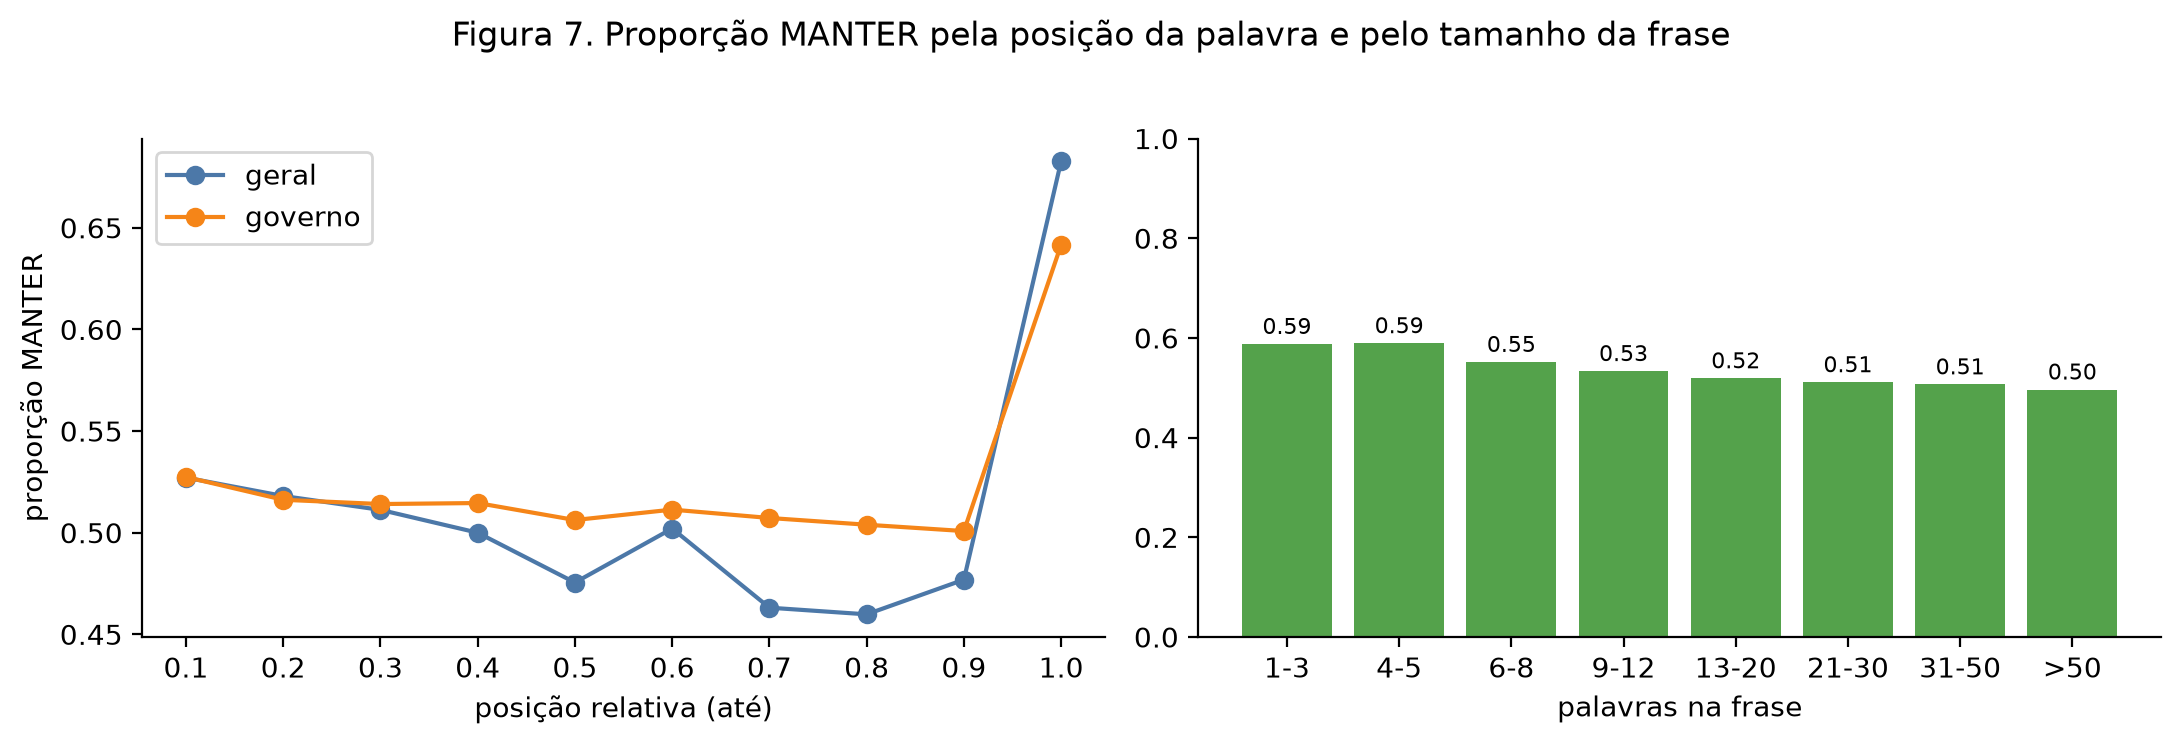 Figura 7. Proporção MANTER pela posição da palavra e pelo tamanho da frase
geral
governo
proporção MANTER
0.65
0.60
0.55
0.50
0.45
0.1 0.2 0.3 0.4 0.5 0.6 0.7 0.8 0.9 1.0
posição relativa (até)
1.0
0.8
0.6
0.4
0.2
0.0
0.59 0.59 0.55 0.53 0.52 0.51 0.51 0.50
1-3 4-5 6-8 9-12 13-20 21-30 31-50 >50
palavras na frase